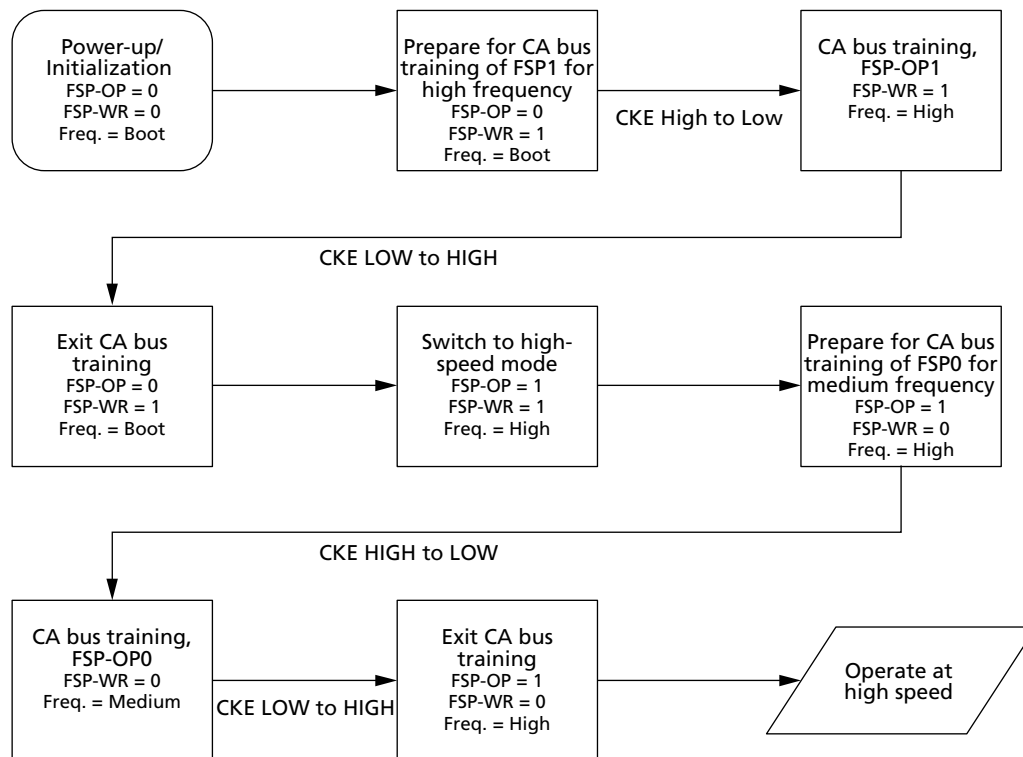 Power-up/
Initialization
FSP-OP = 0
FSP-WR = 0
Freq. = Boot
Prepare for CA bus
training of FSP1 for
high frequency
FSP-OP = 0
FSP-WR = 1
Freq. = Boot
CKE High to Low
CA bus training,
FSP-OP1
FSP-WR = 1
Freq. = High
CKE LOW to HIGH
Exit CA bus
training
FSP-OP = 0
FSP-WR = 1
Freq. = Boot
Switch to high-
speed mode
FSP-OP = 1
FSP-WR = 1
Freq. = High
Prepare for CA bus
training of FSP0 for
medium frequency
FSP-OP = 1
FSP-WR = 0
Freq. = High
CKE HIGH to LOW
CA bus training,
FSP-OP0
FSP-WR = 0
Freq. = Medium
CKE LOW to HIGH
Exit CA bus
training
FSP-OP = 1
FSP-WR = 0
Freq. = High
Operate at
high speed